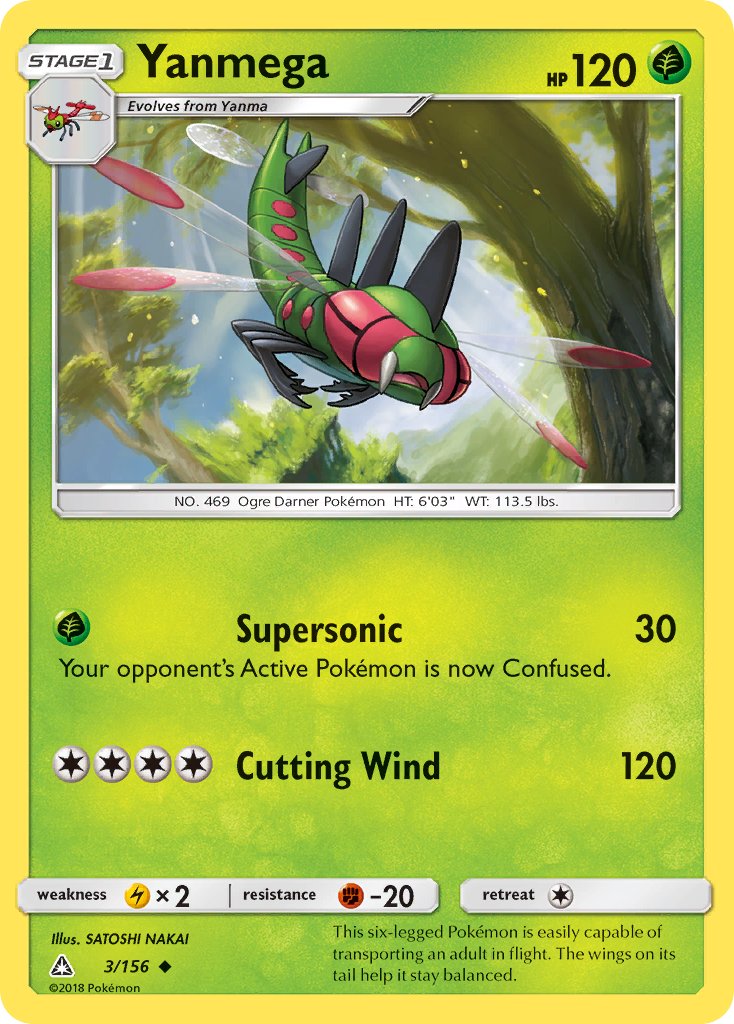 STAGE1
Yanmega
HP 120
Evolves from Yanma
NO. 469 Ogre Darner Pokémon HT: 6'03" WT: 113.5 lbs.
Supersonic 30
Your opponent's Active Pokémon is now Confused.
Cutting Wind 120
weakness ×2 resistance -20 retreat
Illus. SATOSHI NAKAI
3/156
©2018 Pokémon
This six-legged Pokémon is easily capable of
transporting an adult in flight. The wings on its
tail help it stay balanced.